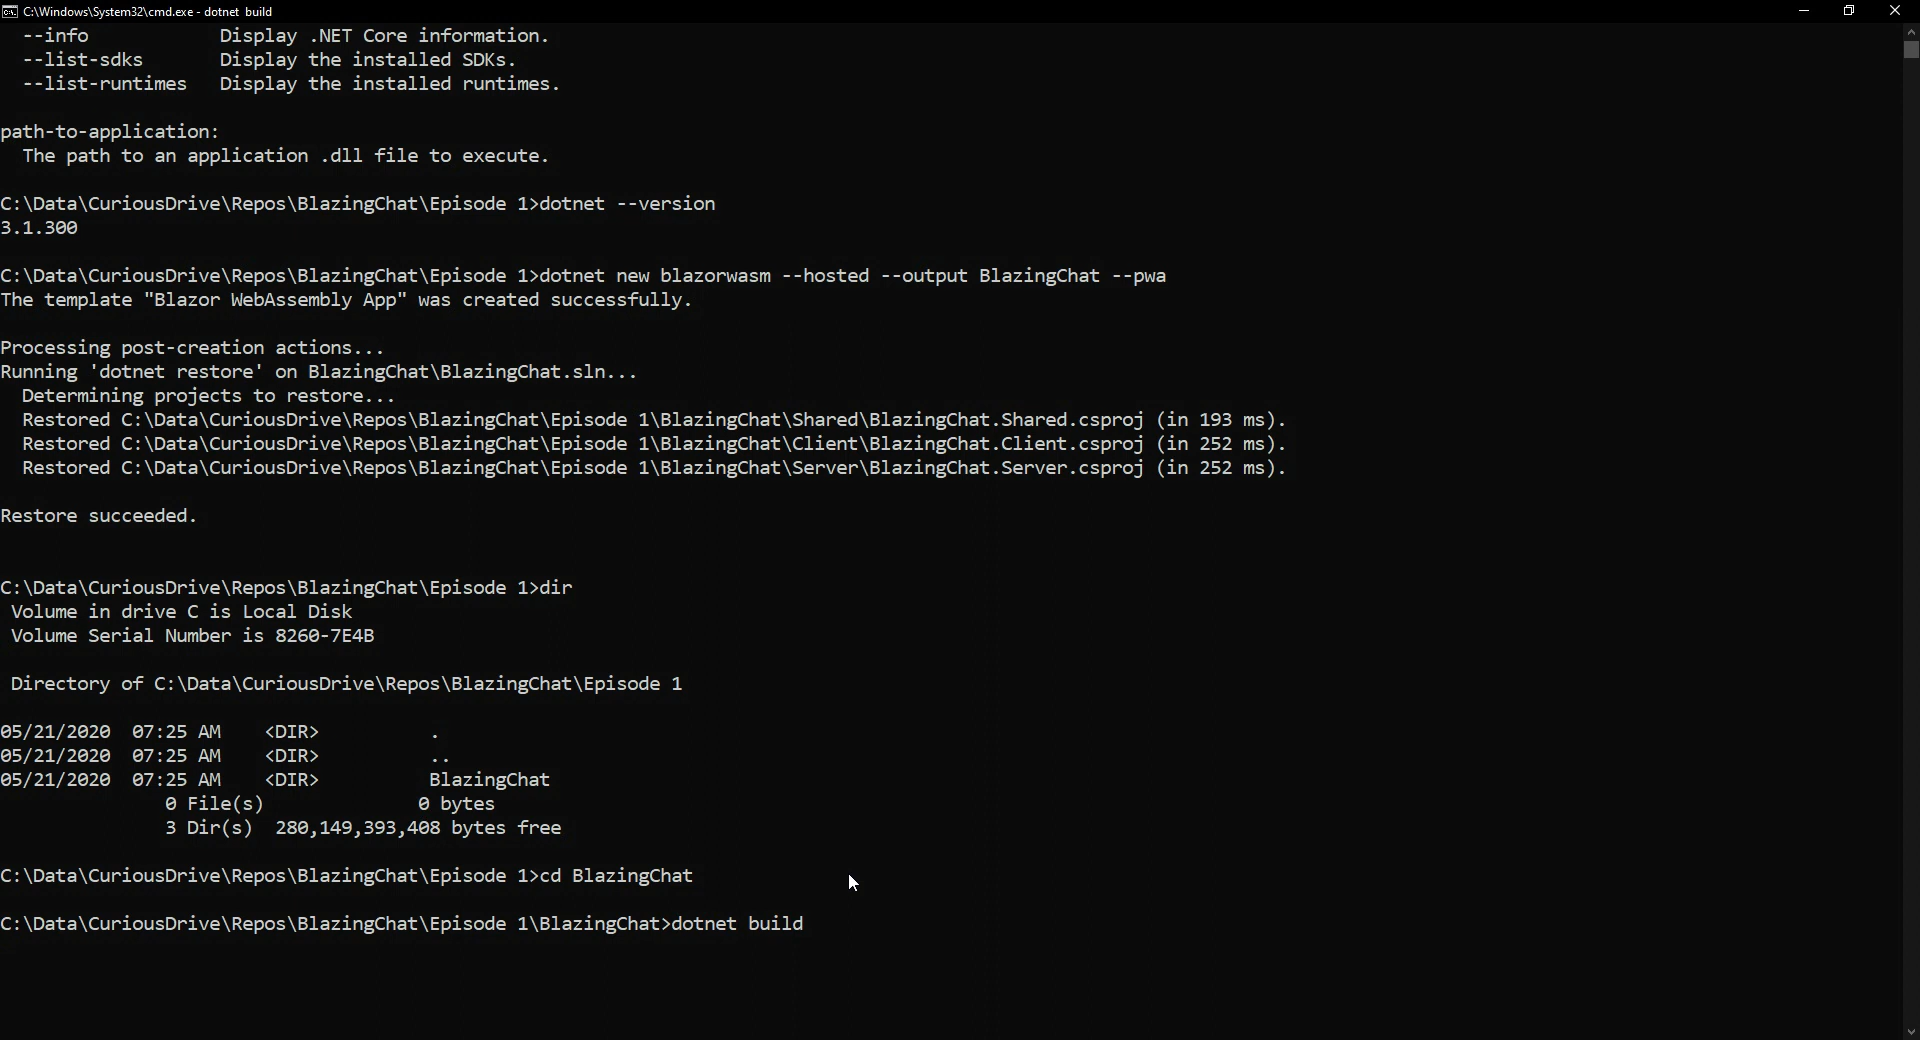 C:\Windows\System32\cmd.exe - dotnet build
--info Display .NET Core information.
--list-sdks Display the installed SDKs.
--list-runtimes Display the installed runtimes.
path-to-application:
The path to an application .dll file to execute.
C:\Data\CuriousDrive\Repos\BlazingChat\Episode 1>dotnet --version
3.1.300
C:\Data\CuriousDrive\Repos\BlazingChat\Episode 1>dotnet new blazorwasm --hosted --output BlazingChat --pwa
The template "Blazor WebAssembly App" was created successfully.
Processing post-creation actions...
Running 'dotnet restore' on BlazingChat\BlazingChat.sln...
Determining projects to restore...
Restored C:\Data\CuriousDrive\Repos\BlazingChat\Episode 1\BlazingChat\Shared\BlazingChat.Shared.csproj (in 193 ms).
Restored C:\Data\CuriousDrive\Repos\BlazingChat\Episode 1\BlazingChat\Client\BlazingChat.Client.csproj (in 252 ms).
Restored C:\Data\CuriousDrive\Repos\BlazingChat\Episode 1\BlazingChat\Server\BlazingChat.Server.csproj (in 252 ms).
Restore succeeded.
C:\Data\CuriousDrive\Repos\BlazingChat\Episode 1>dir
Volume in drive C is Local Disk
Volume Serial Number is 8260-7E4B
Directory of C:\Data\CuriousDrive\Repos\BlazingChat\Episode 1
05/21/2020 07:25 AM <DIR> .
05/21/2020 07:25 AM <DIR> ..
05/21/2020 07:25 AM <DIR> BlazingChat
0 File(s) 0 bytes
3 Dir(s) 280,149,393,408 bytes free
C:\Data\CuriousDrive\Repos\BlazingChat\Episode 1>cd BlazingChat
C:\Data\CuriousDrive\Repos\BlazingChat\Episode 1\BlazingChat>dotnet build